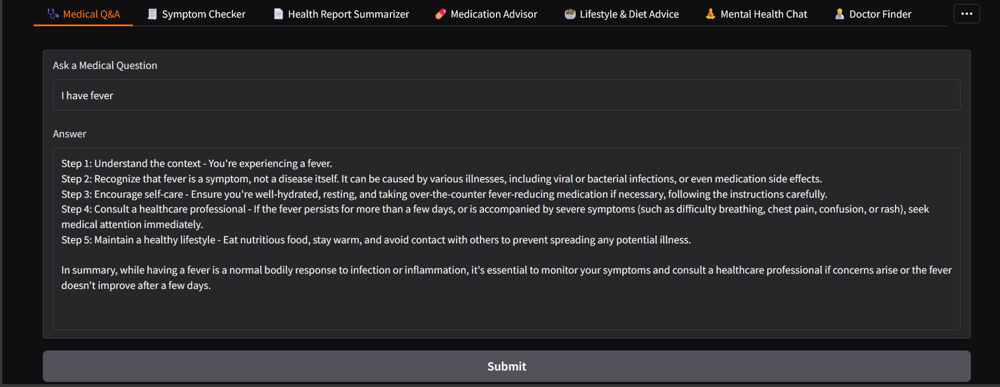 Medical Q&A Symptom Checker Health Report Summarizer Medication Advisor Lifestyle & Diet Advice Mental Health Chat Doctor Finder ...
Ask a Medical Question
I have fever
Answer
Step 1: Understand the context - You're experiencing a fever.
Step 2: Recognize that fever is a symptom, not a disease itself. It can be caused by various illnesses, including viral or bacterial infections, or even medication side effects.
Step 3: Encourage self-care - Ensure you're well-hydrated, resting, and taking over-the-counter fever-reducing medication if necessary, following the instructions carefully.
Step 4: Consult a healthcare professional - If the fever persists for more than a few days, or is accompanied by severe symptoms (such as difficulty breathing, chest pain, confusion, or rash), seek
medical attention immediately.
Step 5: Maintain a healthy lifestyle - Eat nutritious food, stay warm, and avoid contact with others to prevent spreading any potential illness.
In summary, while having a fever is a normal bodily response to infection or inflammation, it's essential to monitor your symptoms and consult a healthcare professional if concerns arise or the fever
doesn't improve after a few days.
Submit